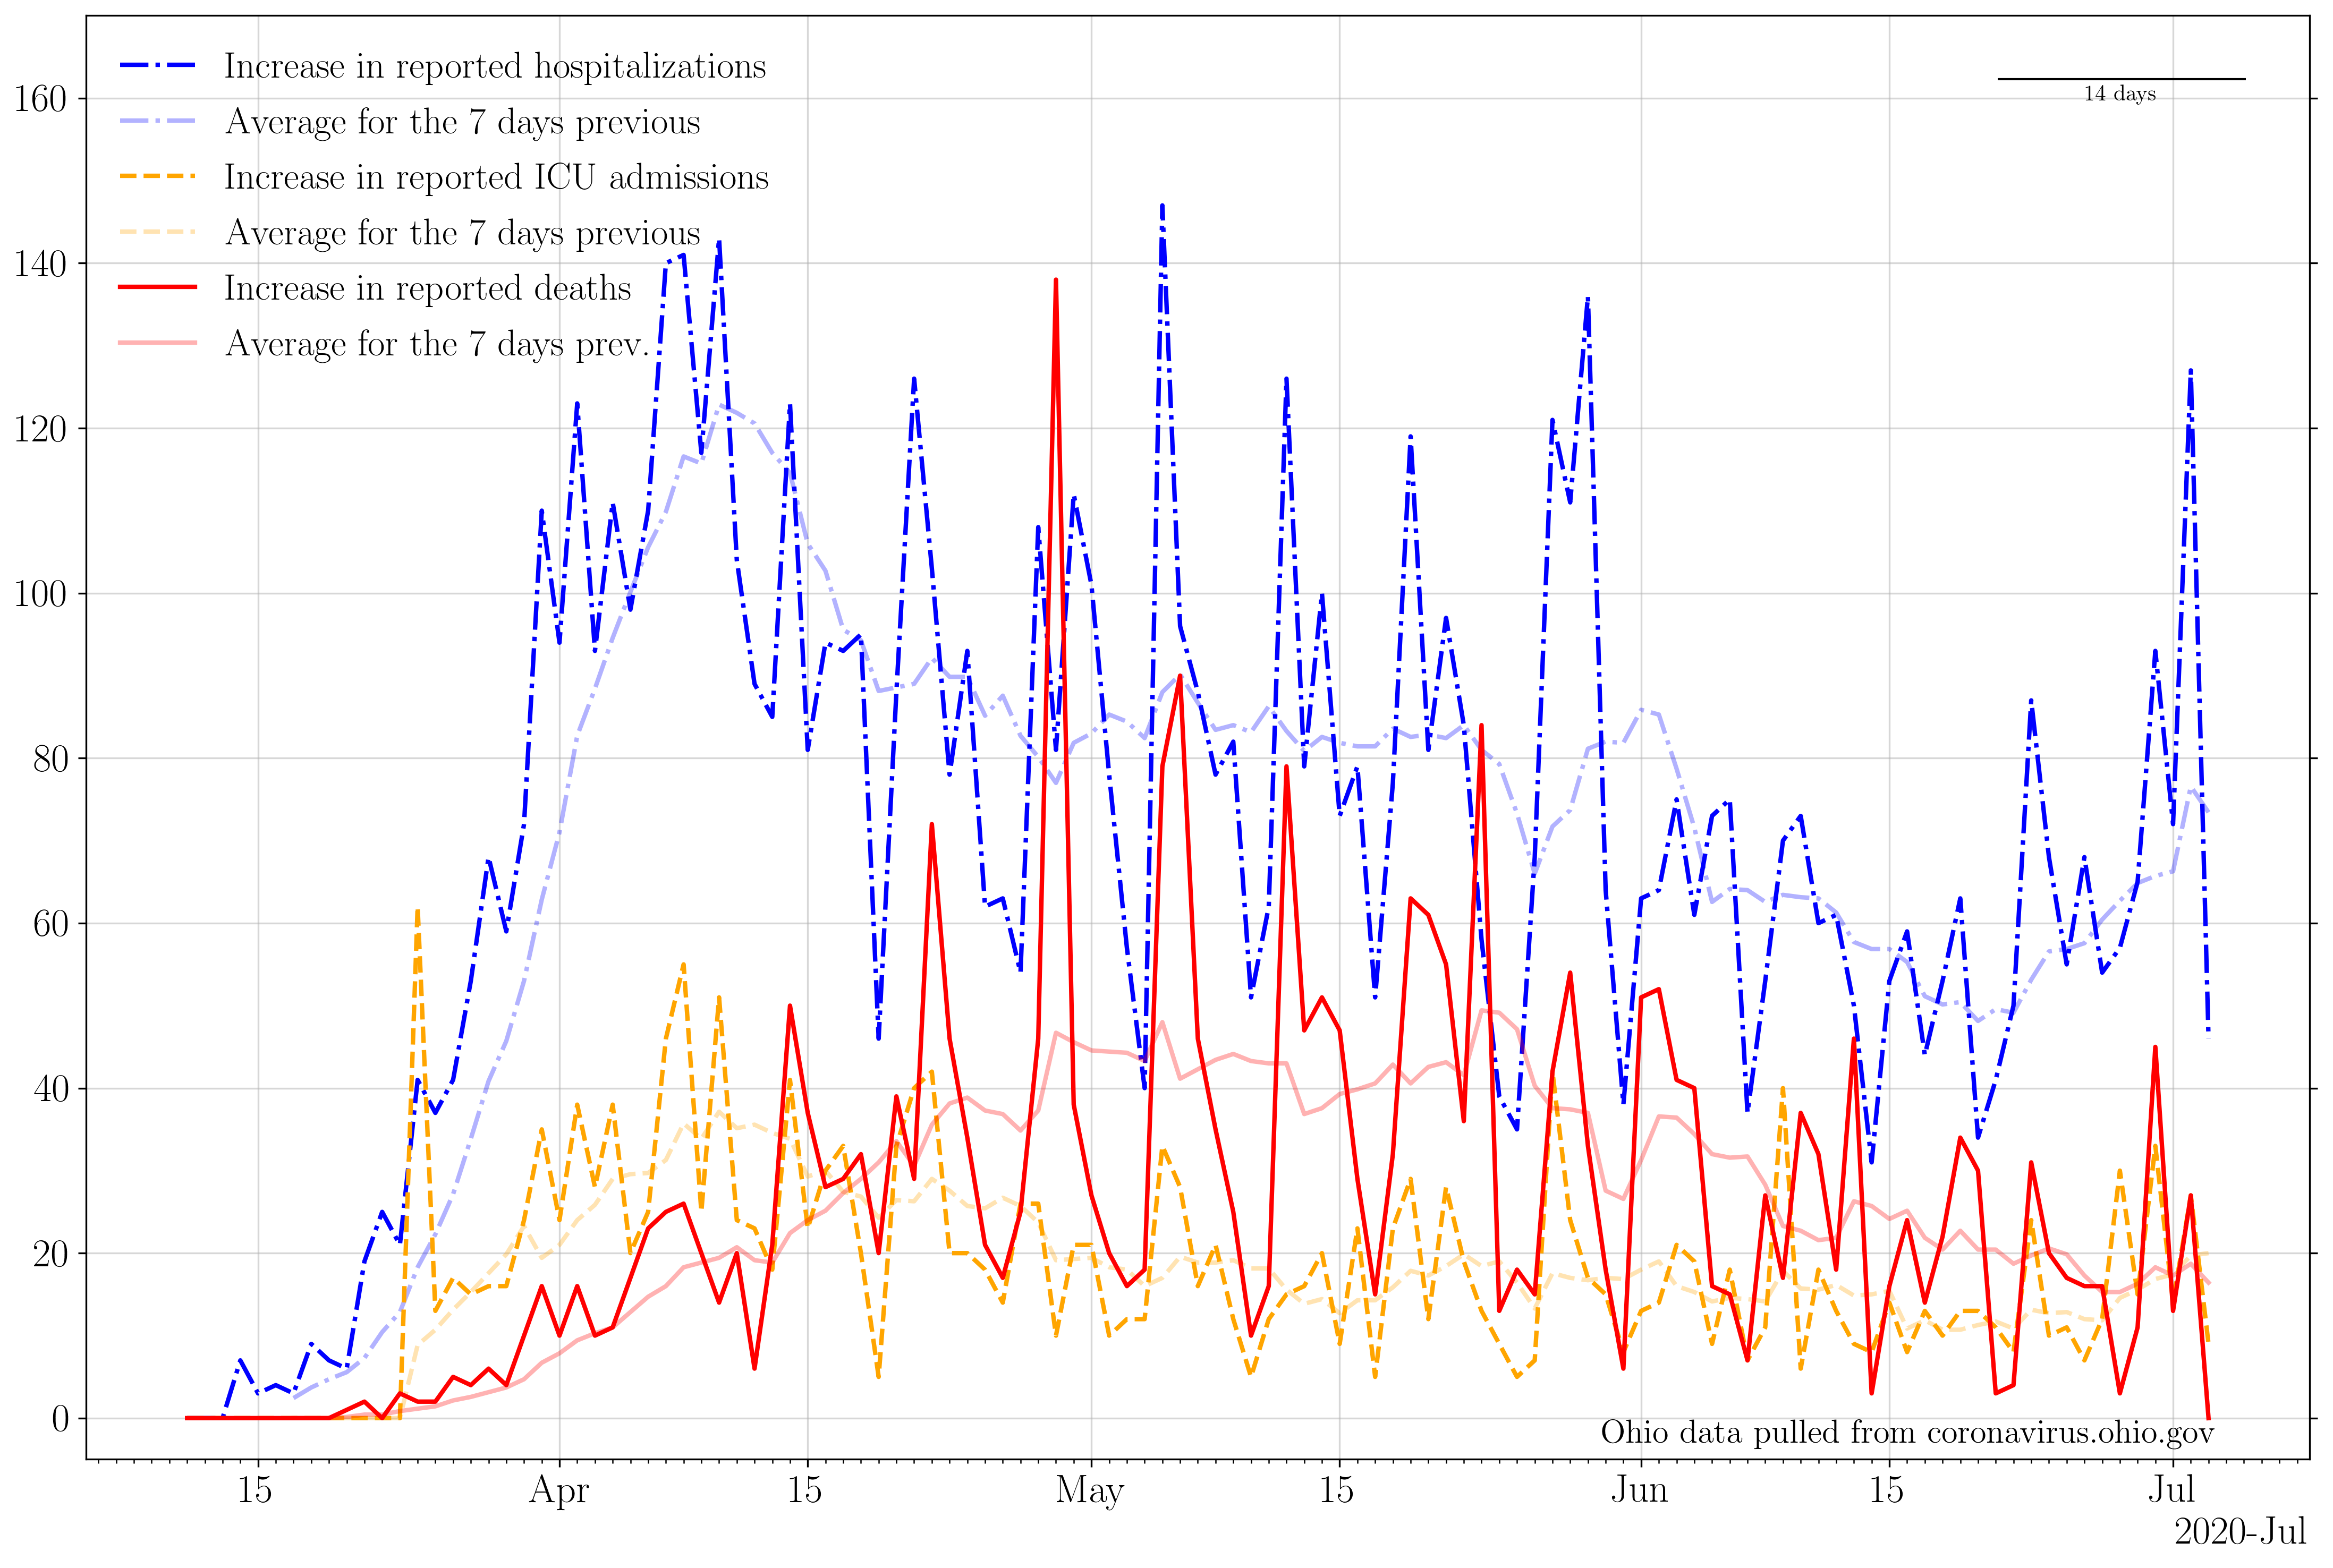 Increase in reported hospitalizations
Average for the 7 days previous
Increase in reported ICU admissions
Average for the 7 days previous
Increase in reported deaths
Average for the 7 days prev.
14 days
160
140
120
100
80
60
40
20
0
Ohio data pulled from coronavirus.ohio.gov
15 Apr 15 May 15 Jun 15 Jul
2020-Jul